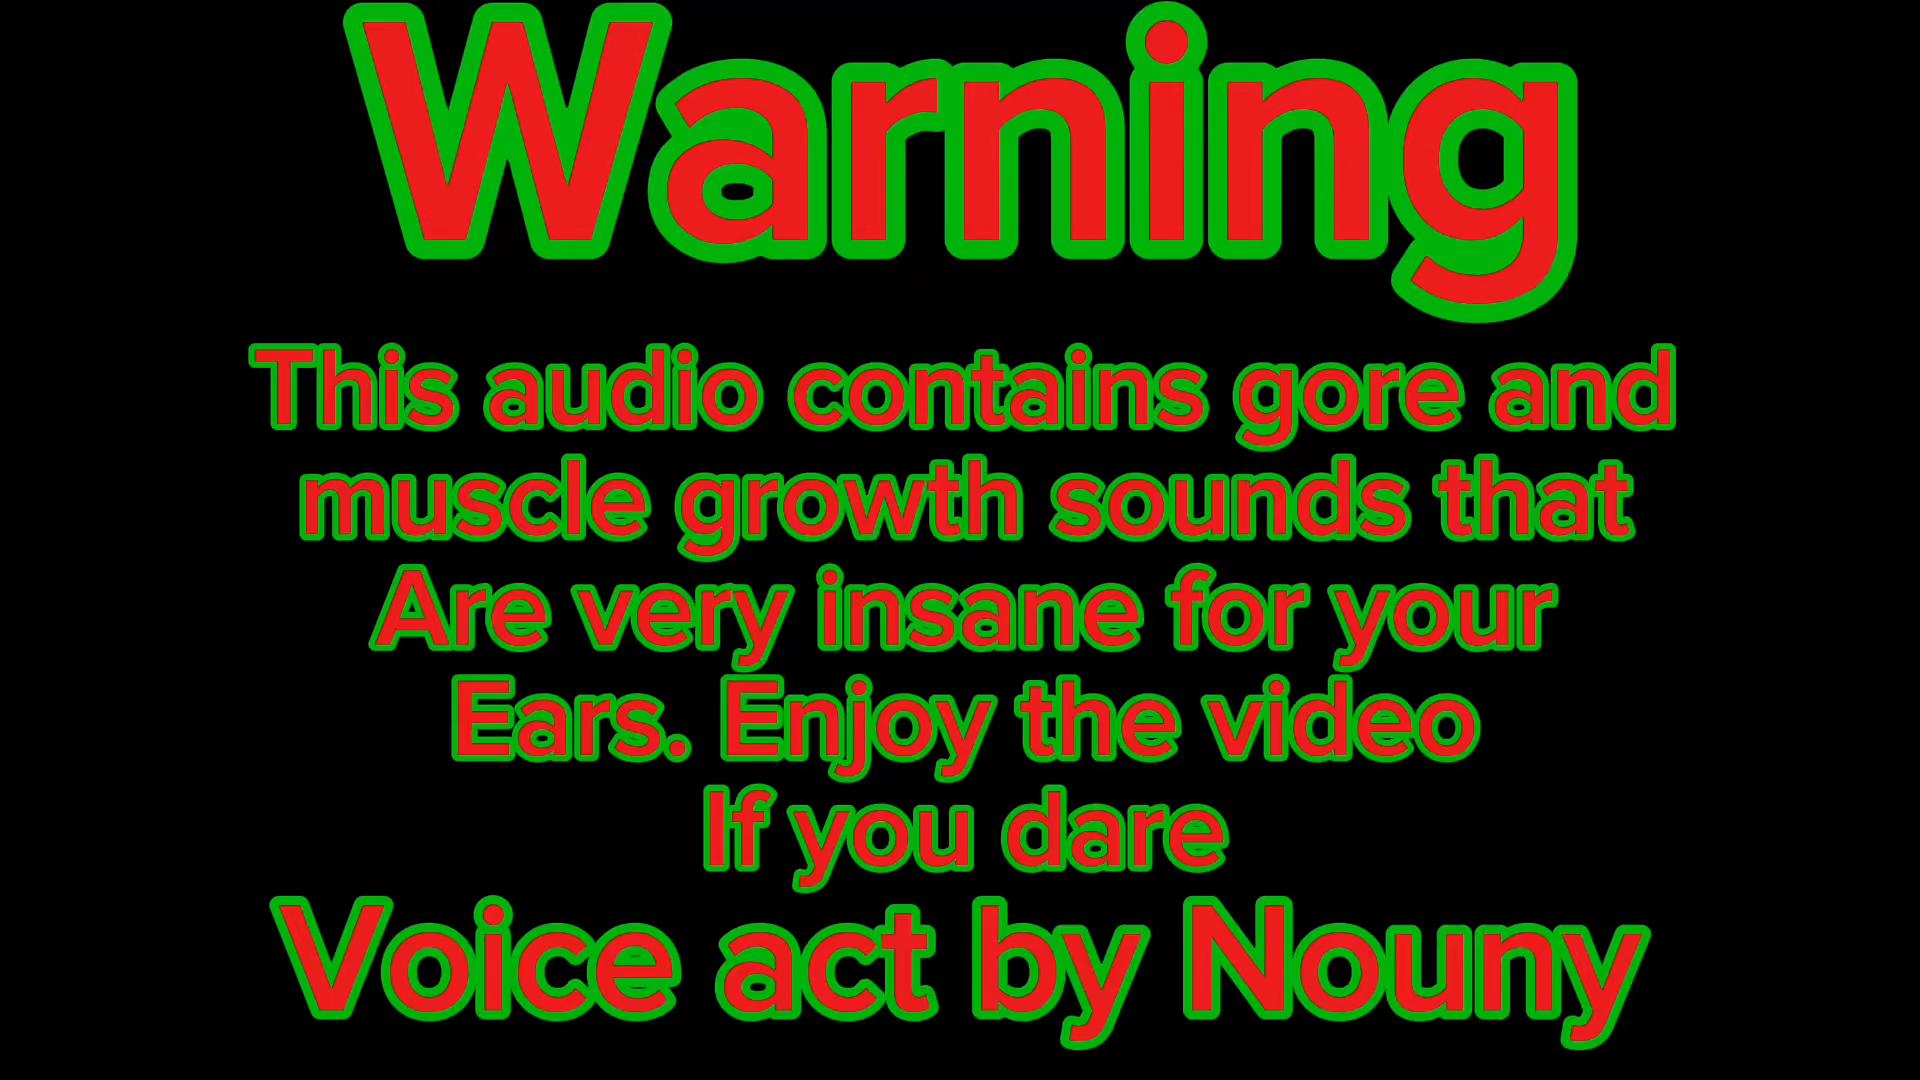 Warning
This audio contains gore and
muscle growth sounds that
Are very insane for your
Ears. Enjoy the video
If you dare
Voice act by Nouny